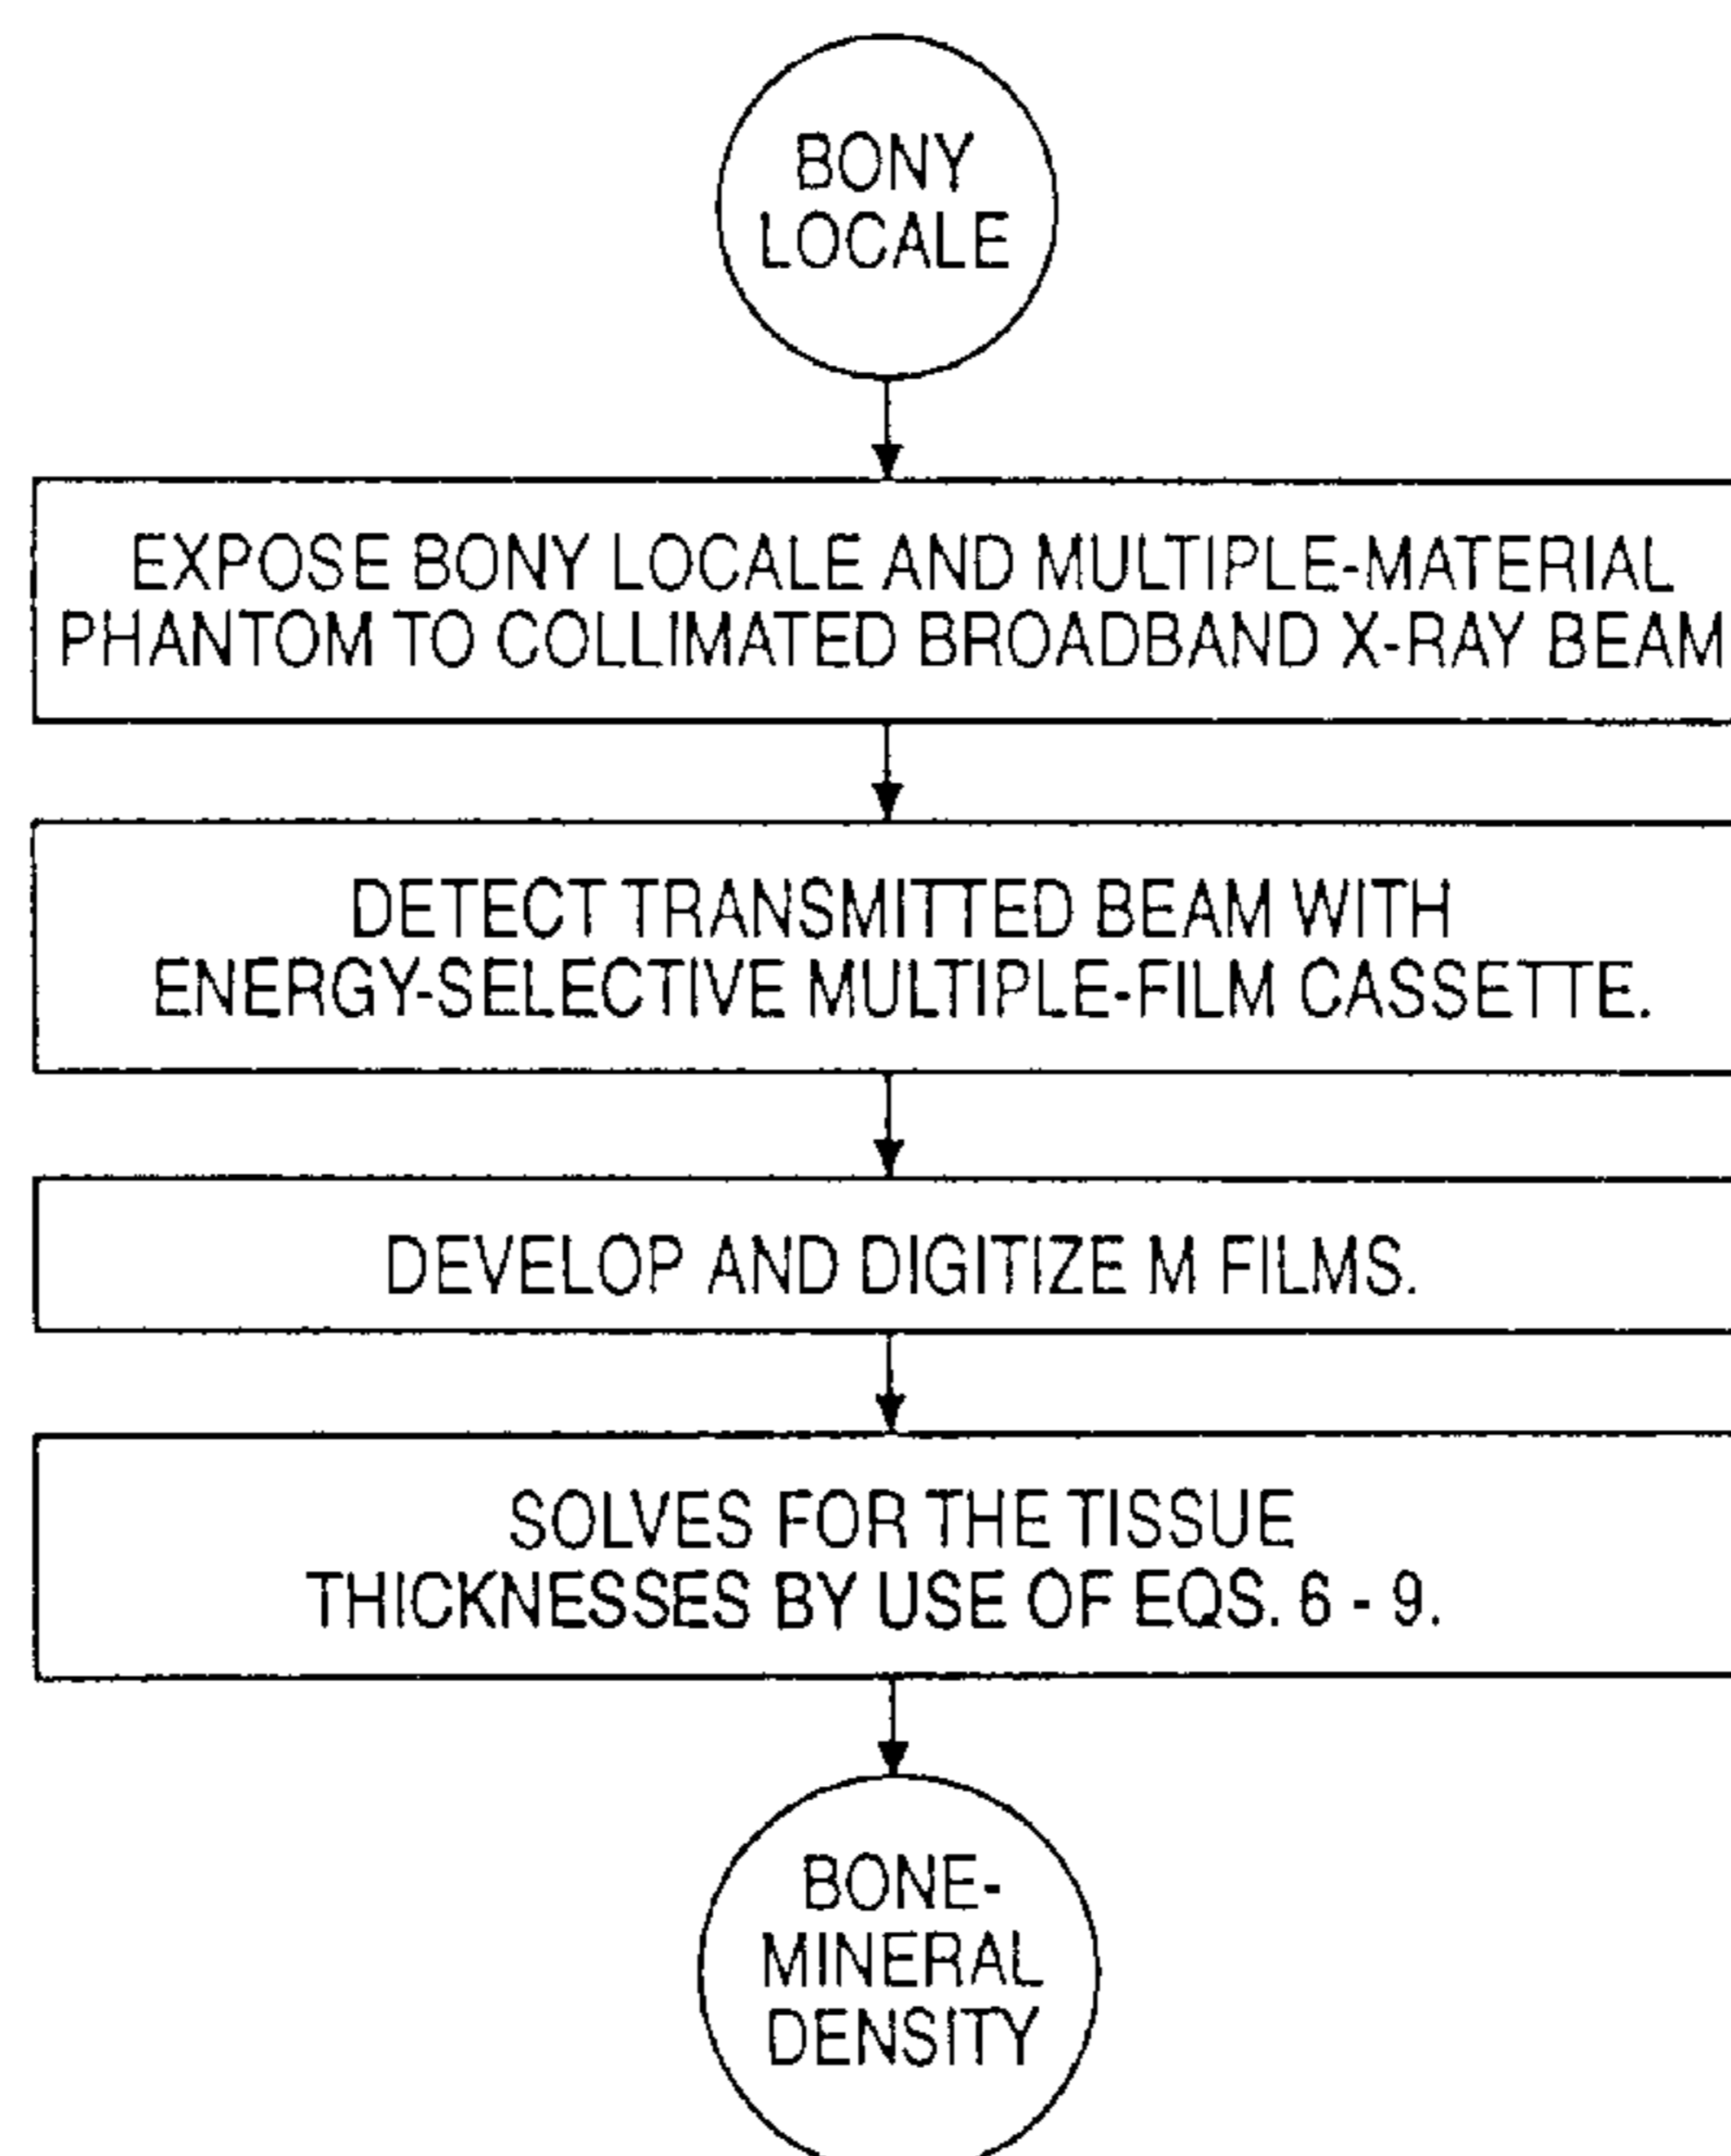 BONY
LOCALE
EXPOSE BONY LOCALE AND MULTIPLE-MATERIAL
PHANTOM TO COLLIMATED BROADBAND X-RAY BEAM
DETECT TRANSMITTED BEAM WITH
ENERGY-SELECTIVE MULTIPLE-FILM CASSETTE.
DEVELOP AND DIGITIZE M FILMS.
SOLVES FOR THE TISSUE
THICKNESSES BY USE OF EQS. 6 - 9.
BONE-
MINERAL
DENSITY